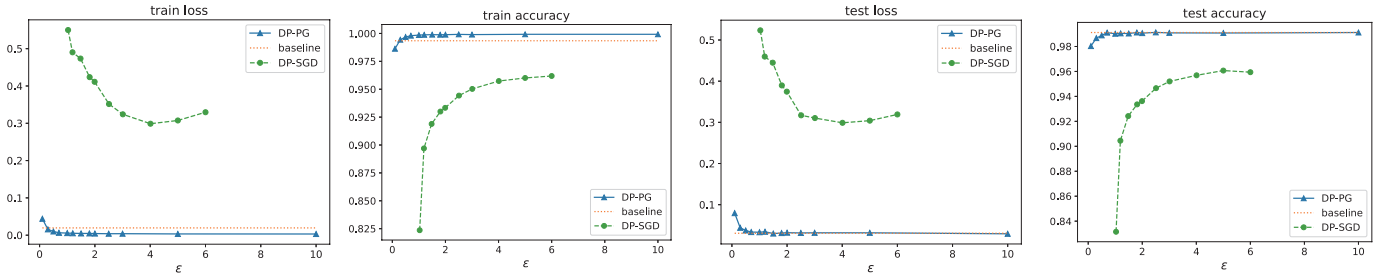 train loss
0.5
0.4
0.3
0.2
0.1
0.0
0
2
4
6
8
10
ε
DP-PG
baseline
DP-SGD
train accuracy
1.000
0.975
0.950
0.925
0.900
0.875
0.850
0.825
0
2
4
6
8
10
ε
DP-PG
baseline
DP-SGD
test loss
0.5
0.4
0.3
0.2
0.1
0
2
4
6
8
10
ε
DP-PG
baseline
DP-SGD
test accuracy
0.98
0.96
0.94
0.92
0.90
0.88
0.86
0.84
0
2
4
6
8
10
ε
DP-PG
baseline
DP-SGD